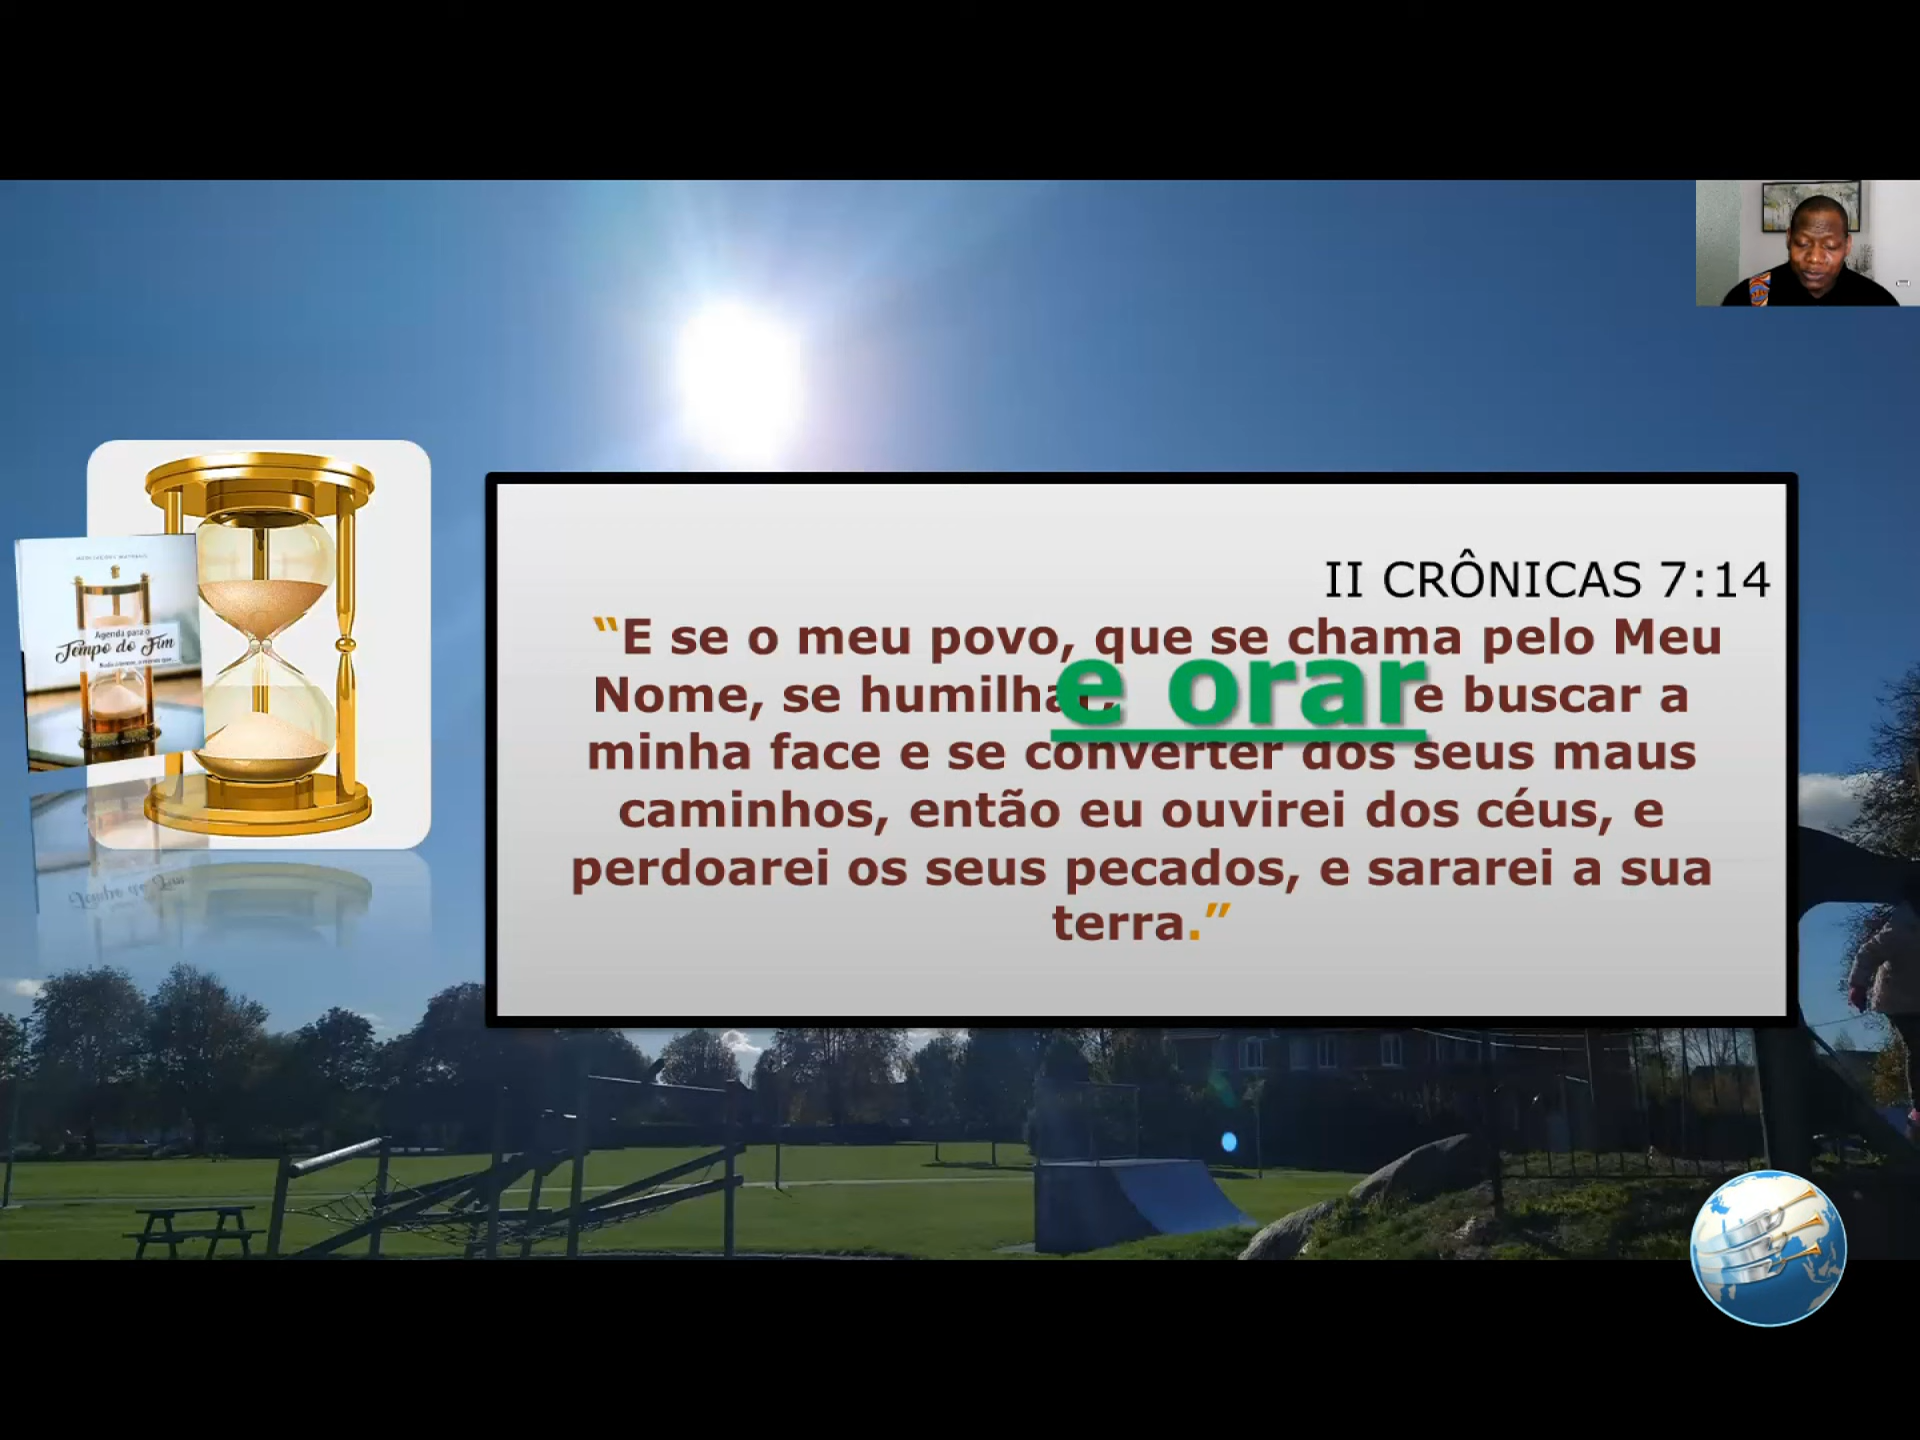 II CRÔNICAS 7:14
“E se o meu povo, que se chama pelo Meu
Nome, se humilhar, e orar e buscar a
minha face e se converter dos seus maus
caminhos, então eu ouvirei dos céus, e
perdoarei os seus pecados, e sararei a sua
terra.”
Agenda para o
Tempo do Fim